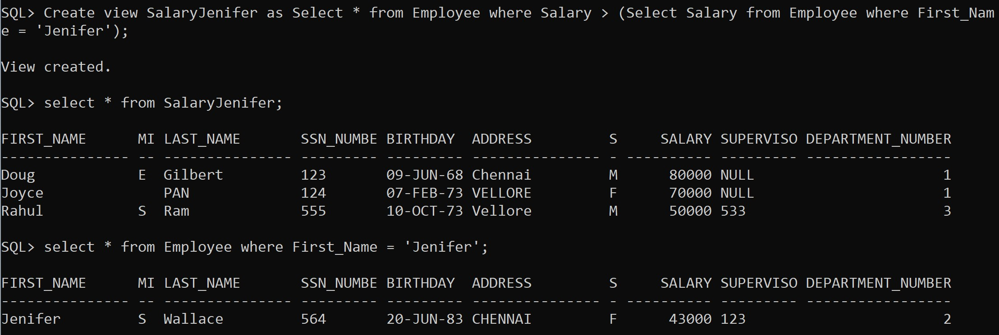 SQL> Create view SalaryJenifer as Select * from Employee where Salary > (Select Salary from Employee where First_Nam
e = 'Jenifer');
View created.
SQL> select * from SalaryJenifer;
FIRST_NAME      MI LAST_NAME       SSN_NUMBE BIRTHDAY  ADDRESS         S     SALARY SUPERVISO DEPARTMENT_NUMBER
--------------- -- --------------- --------- --------- --------------- - ---------- --------- -----------------
Doug            E  Gilbert         123       09-JUN-68 Chennai         M      80000 NULL                      1
Joyce              PAN             124       07-FEB-73 VELLORE         F      70000 NULL                      1
Rahul           S  Ram             555       10-OCT-73 Vellore         M      50000 533                       3
SQL> select * from Employee where First_Name = 'Jenifer';
FIRST_NAME      MI LAST_NAME       SSN_NUMBE BIRTHDAY  ADDRESS         S     SALARY SUPERVISO DEPARTMENT_NUMBER
--------------- -- --------------- --------- --------- --------------- - ---------- --------- -----------------
Jenifer         S  Wallace         564       20-JUN-83 CHENNAI         F      43000 123                       2